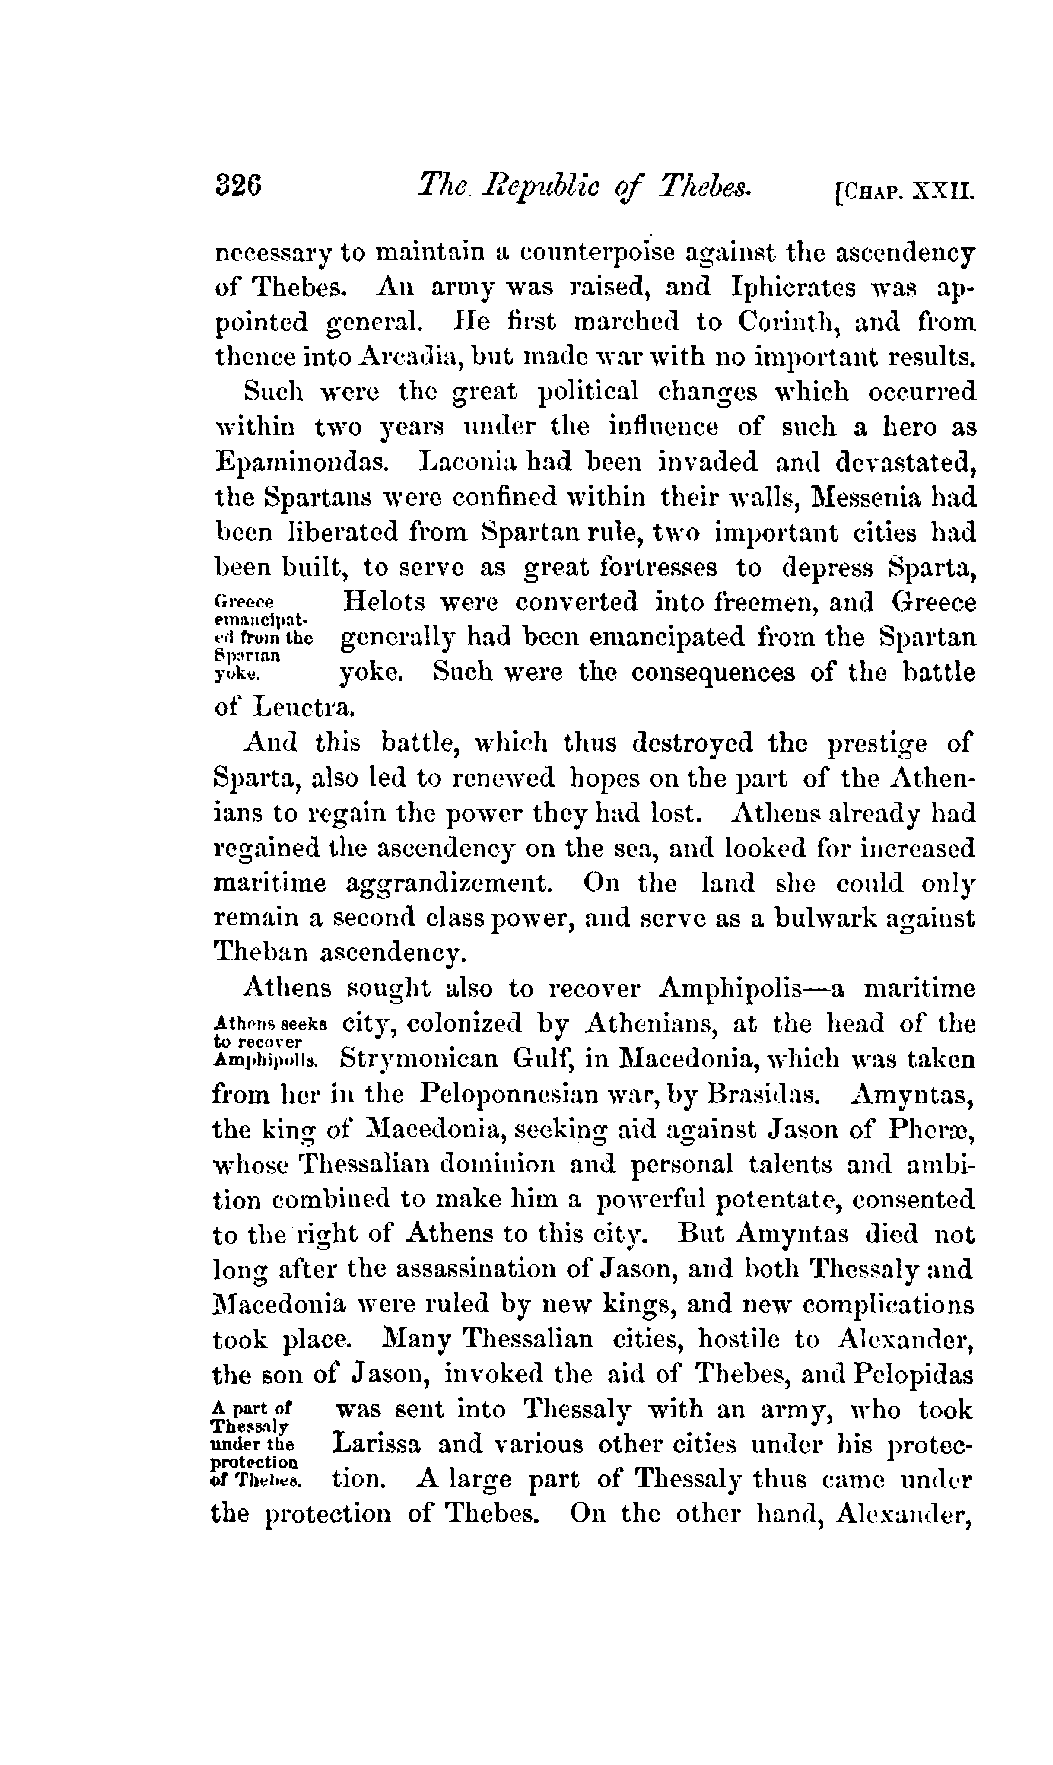 326 The Republic of Thebes. [CHAP. XXII.
necessary to maintain a counterpoise against the ascendency
of Thebes. An army was raised, and Iphicrates was ap-
pointed general. He first marched to Corinth, and from
thence into Arcadia, but made war with no important results.
Such were the great political changes which occurred
within two years under the influence of such a hero as
Epaminondas. Laconia had been invaded and devastated,
the Spartans were confined within their walls, Messenia had
been liberated from Spartan rule, two important cities had
been built, to serve as great fortresses to depress Sparta,
Greece
emancipat-
ed from the
Spartan
yoke.
Helots were converted into freemen, and Greece
generally had been emancipated from the Spartan
yoke. Such were the consequences of the battle
of Leuctra.
And this battle, which thus destroyed the prestige of
Sparta, also led to renewed hopes on the part of the Athen-
ians to regain the power they had lost. Athens already had
regained the ascendency on the sea, and looked for increased
maritime aggrandizement. On the land she could only
remain a second class power, and serve as a bulwark against
Theban ascendency.
Athens sought also to recover Amphipolis—a maritime
Athens seeks
to recover
Amphipolis.
city, colonized by Athenians, at the head of the
Strymonican Gulf, in Macedonia, which was taken
from her in the Peloponnesian war, by Brasidas. Amyntas,
the king of Macedonia, seeking aid against Jason of Pheræ,
whose Thessalian dominion and personal talents and ambi-
tion combined to make him a powerful potentate, consented
to the right of Athens to this city. But Amyntas died not
long after the assassination of Jason, and both Thessaly and
Macedonia were ruled by new kings, and new complications
took place. Many Thessalian cities, hostile to Alexander,
the son of Jason, invoked the aid of Thebes, and Pelopidas
A part of
Thessaly
under the
protection
of Thebes.
was sent into Thessaly with an army, who took
Larissa and various other cities under his protec-
tion. A large part of Thessaly thus came under
the protection of Thebes. On the other hand, Alexander,